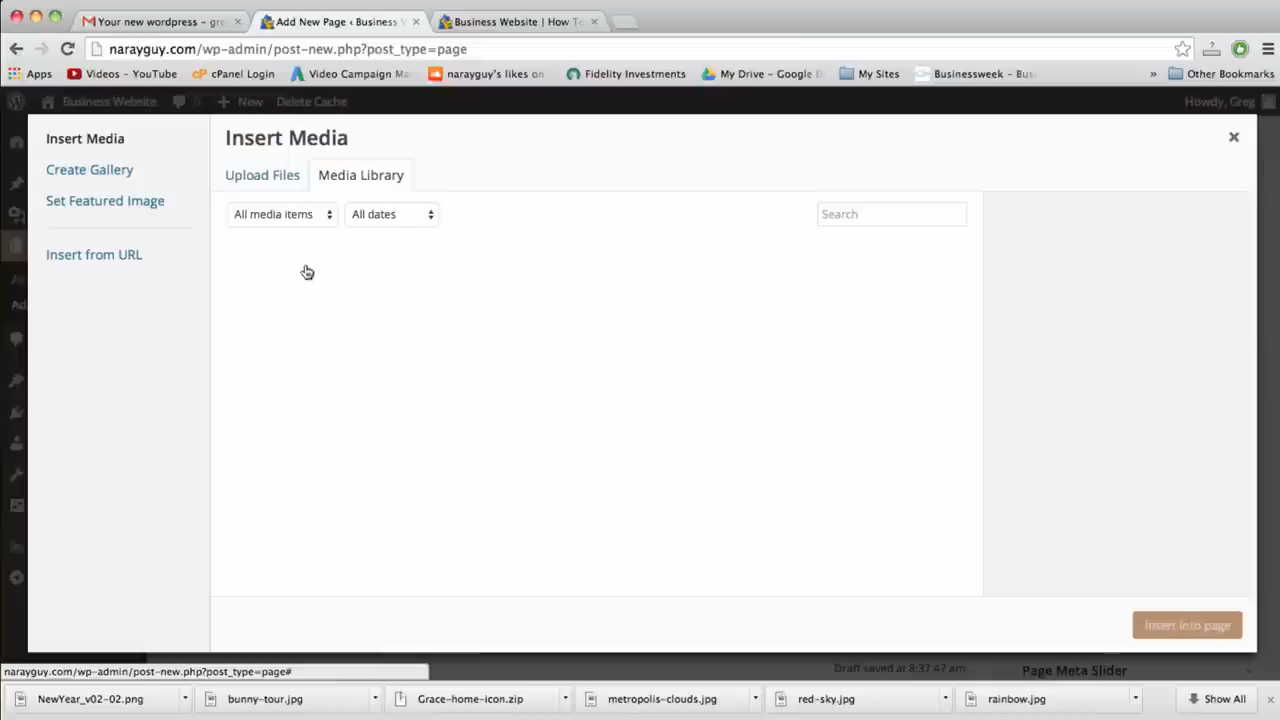 Your new wordpress - gre
Add New Page ‹ Business W
Business Website | How To
narayguy.com/wp-admin/post-new.php?post_type=page
Apps
Videos - YouTube
cPanel Login
Video Campaign Ma
narayguy's likes on
Fidelity Investments
My Drive - Google D
My Sites
Businessweek - Bus
»
Other Bookmarks
Business Website
New
Delete Cache
Howdy, Greg
Insert Media
Create Gallery
Set Featured Image
Insert from URL
Insert Media
Upload Files
Media Library
All media items
All dates
Search
Insert into page
Ad
narayguy.com/wp-admin/post-new.php?post_type=page#
Draft saved at 8:37:47 am
Page Meta Slider
NewYear_v02-02.png
bunny-tour.jpg
Grace-home-icon.zip
metropolis-clouds.jpg
red-sky.jpg
rainbow.jpg
Show All